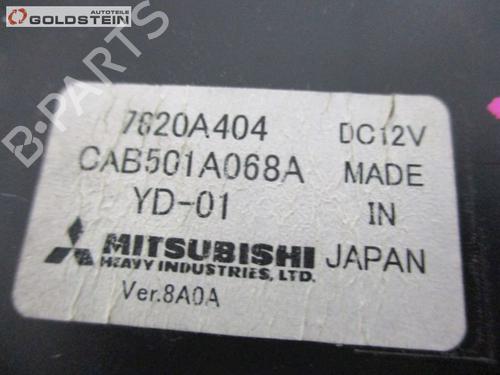 AUTOTEILE
GOLDSTEIN
B-PARTS
7820A404 DC12V
CAB501A068A MADE
YD-01 IN
MITSUBISHI JAPAN
HEAVY INDUSTRIES, LTD.
Ver.8A0A